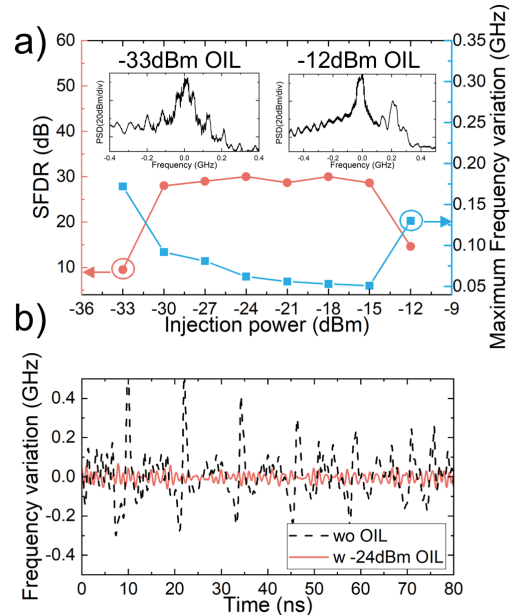 a)
-33dBm OIL
-12dBm OIL
SFDR (dB)
60
50
40
30
20
10
Maximum Frequency variation (GHz)
0.35
0.30
0.25
0.20
0.15
0.10
0.05
PSD(20dBm/div)
-0.4 -0.2 0.0 0.2 0.4
Frequency (GHz)
PSD(20dBm/div)
-0.4 -0.2 0.0 0.2 0.4
Frequency (GHz)
-36 -33 -30 -27 -24 -21 -18 -15 -12 -9
Injection power (dBm)
b)
Frequency variation (GHz)
0.4
0.2
0.0
-0.2
-0.4
wo OIL
w -24dBm OIL
0 10 20 30 40 50 60 70 80
Time (ns)